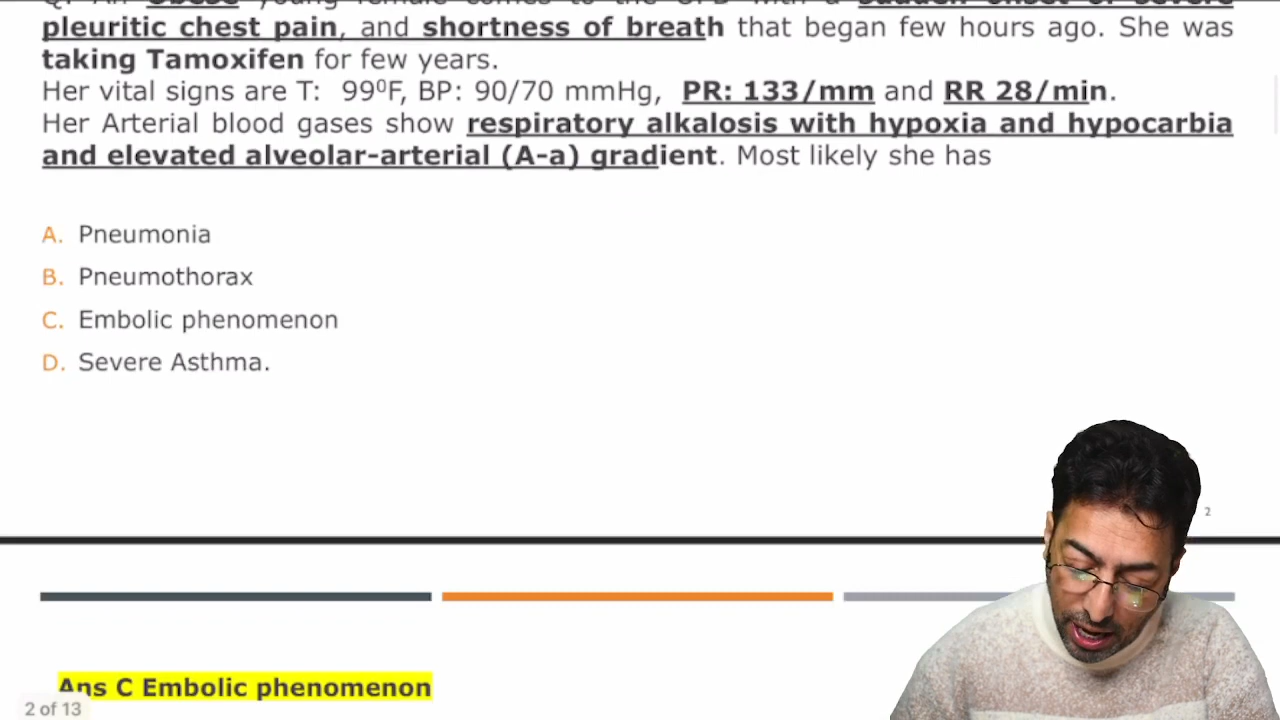 pleuritic chest pain, and shortness of breath that began few hours ago. She was
taking Tamoxifen for few years.
Her vital signs are T: 99⁰F, BP: 90/70 mmHg, PR: 133/mm and RR 28/min.
Her Arterial blood gases show respiratory alkalosis with hypoxia and hypocarbia
and elevated alveolar-arterial (A-a) gradient. Most likely she has
A. Pneumonia
B. Pneumothorax
C. Embolic phenomenon
D. Severe Asthma.
2
Ans C Embolic phenomenon
2 of 13